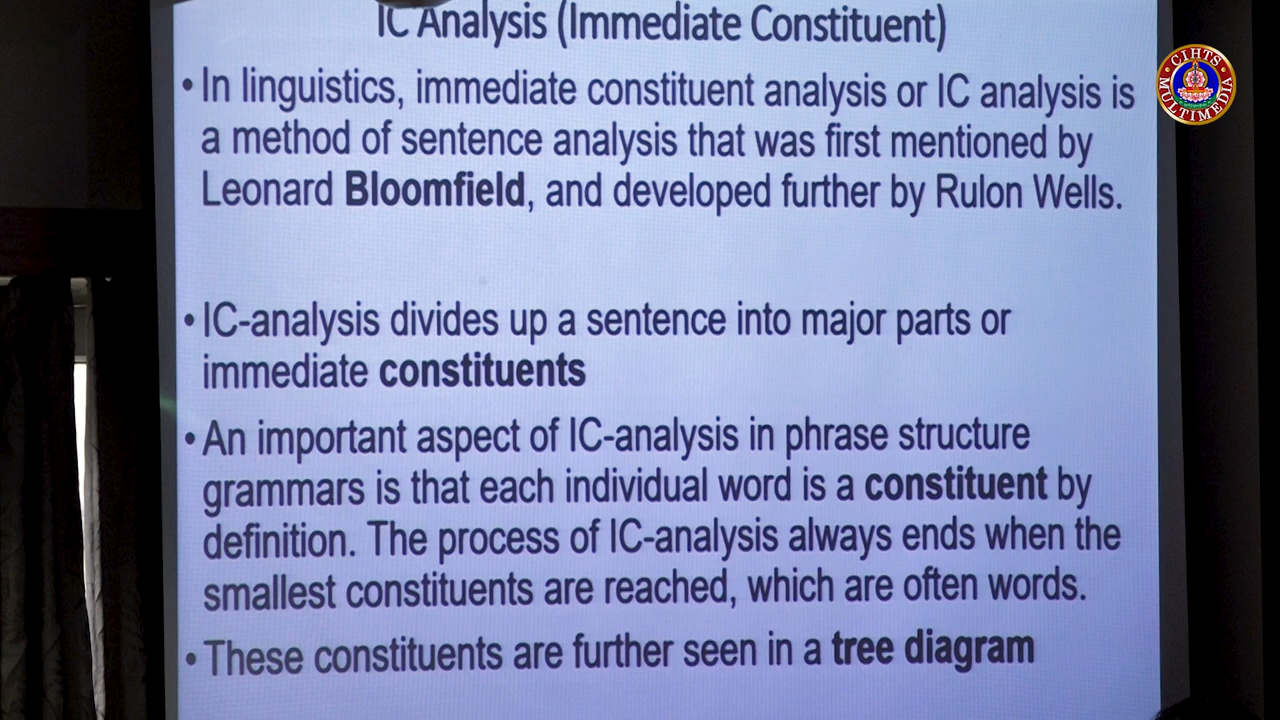 IC Analysis (Immediate Constituent)
• In linguistics, immediate constituent analysis or IC analysis is
a method of sentence analysis that was first mentioned by
Leonard Bloomfield, and developed further by Rulon Wells.
• IC-analysis divides up a sentence into major parts or
immediate constituents
• An important aspect of IC-analysis in phrase structure
grammars is that each individual word is a constituent by
definition. The process of IC-analysis always ends when the
smallest constituents are reached, which are often words.
• These constituents are further seen in a tree diagram
CIHTS
MULTIMEDIA